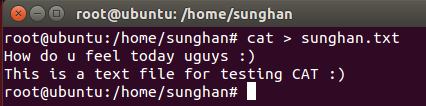 root@ubuntu: /home/sunghan
root@ubuntu:/home/sunghan# cat > sunghan.txt
How do u feel today uguys :)
This is a text file for testing CAT :)
root@ubuntu:/home/sunghan#